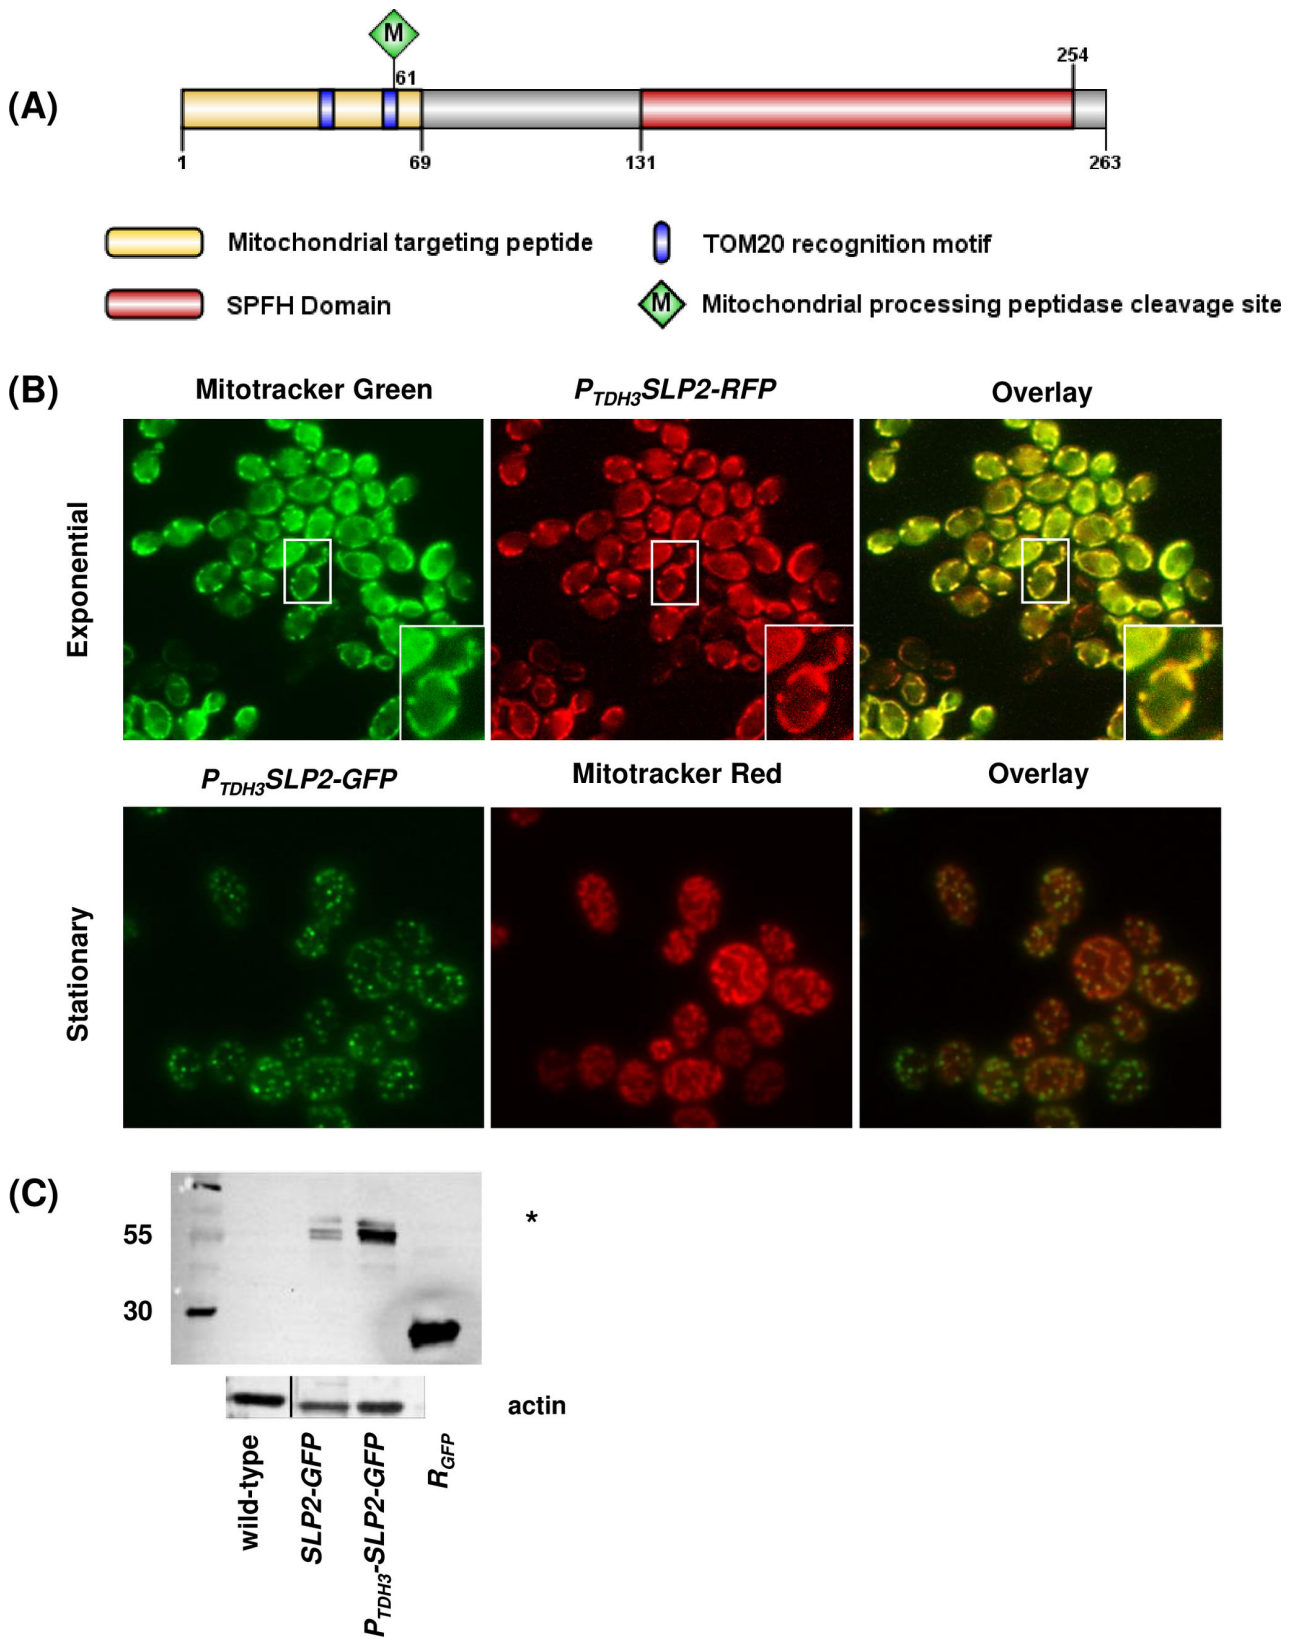 (A)
M
61
254
1
69
131
263
Mitochondrial targeting peptide
TOM20 recognition motif
SPFH Domain
M
Mitochondrial processing peptidase cleavage site
(B)
Mitotracker Green
PTDH3SLP2-RFP
Overlay
Exponential
PTDH3SLP2-GFP
Mitotracker Red
Overlay
Stationary
(C)
*
55
30
actin
wild-type
SLP2-GFP
PTDH3-SLP2-GFP
RGFP